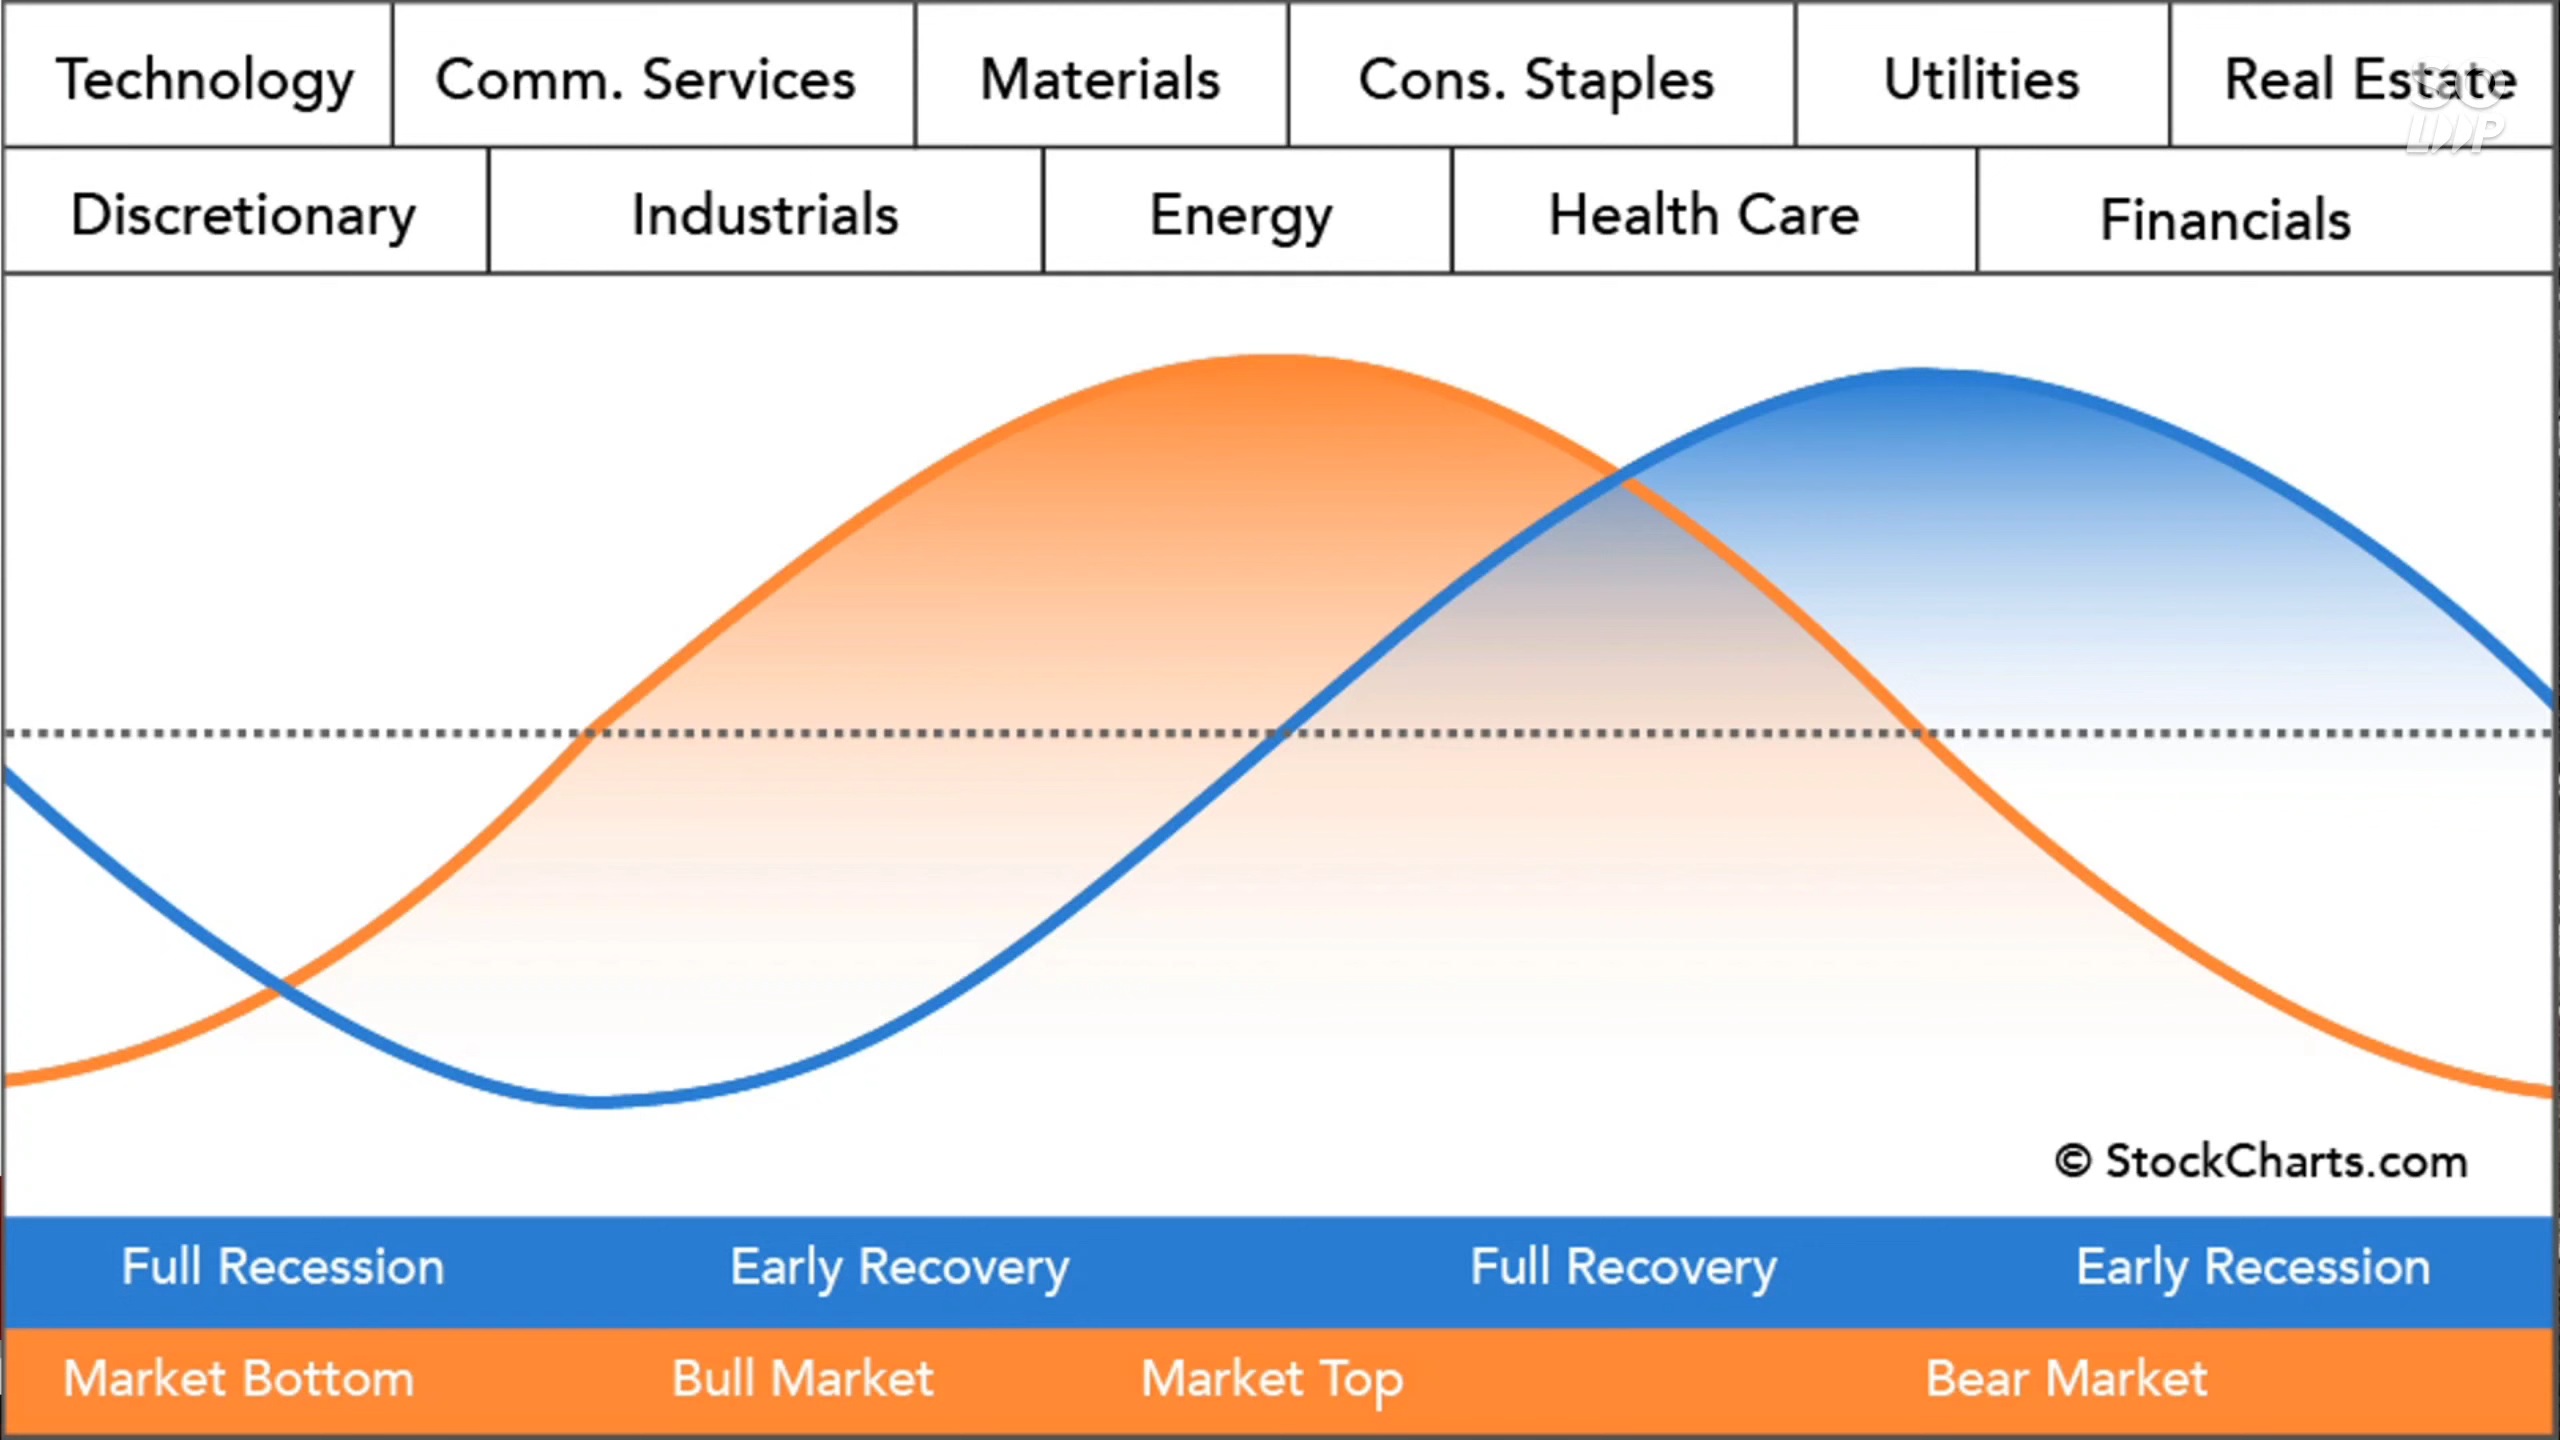 Technology Comm. Services Materials Cons. Staples Utilities Real Estate
Discretionary Industrials Energy Health Care Financials
© StockCharts.com
Full Recession Early Recovery Full Recovery Early Recession
Market Bottom Bull Market Market Top Bear Market